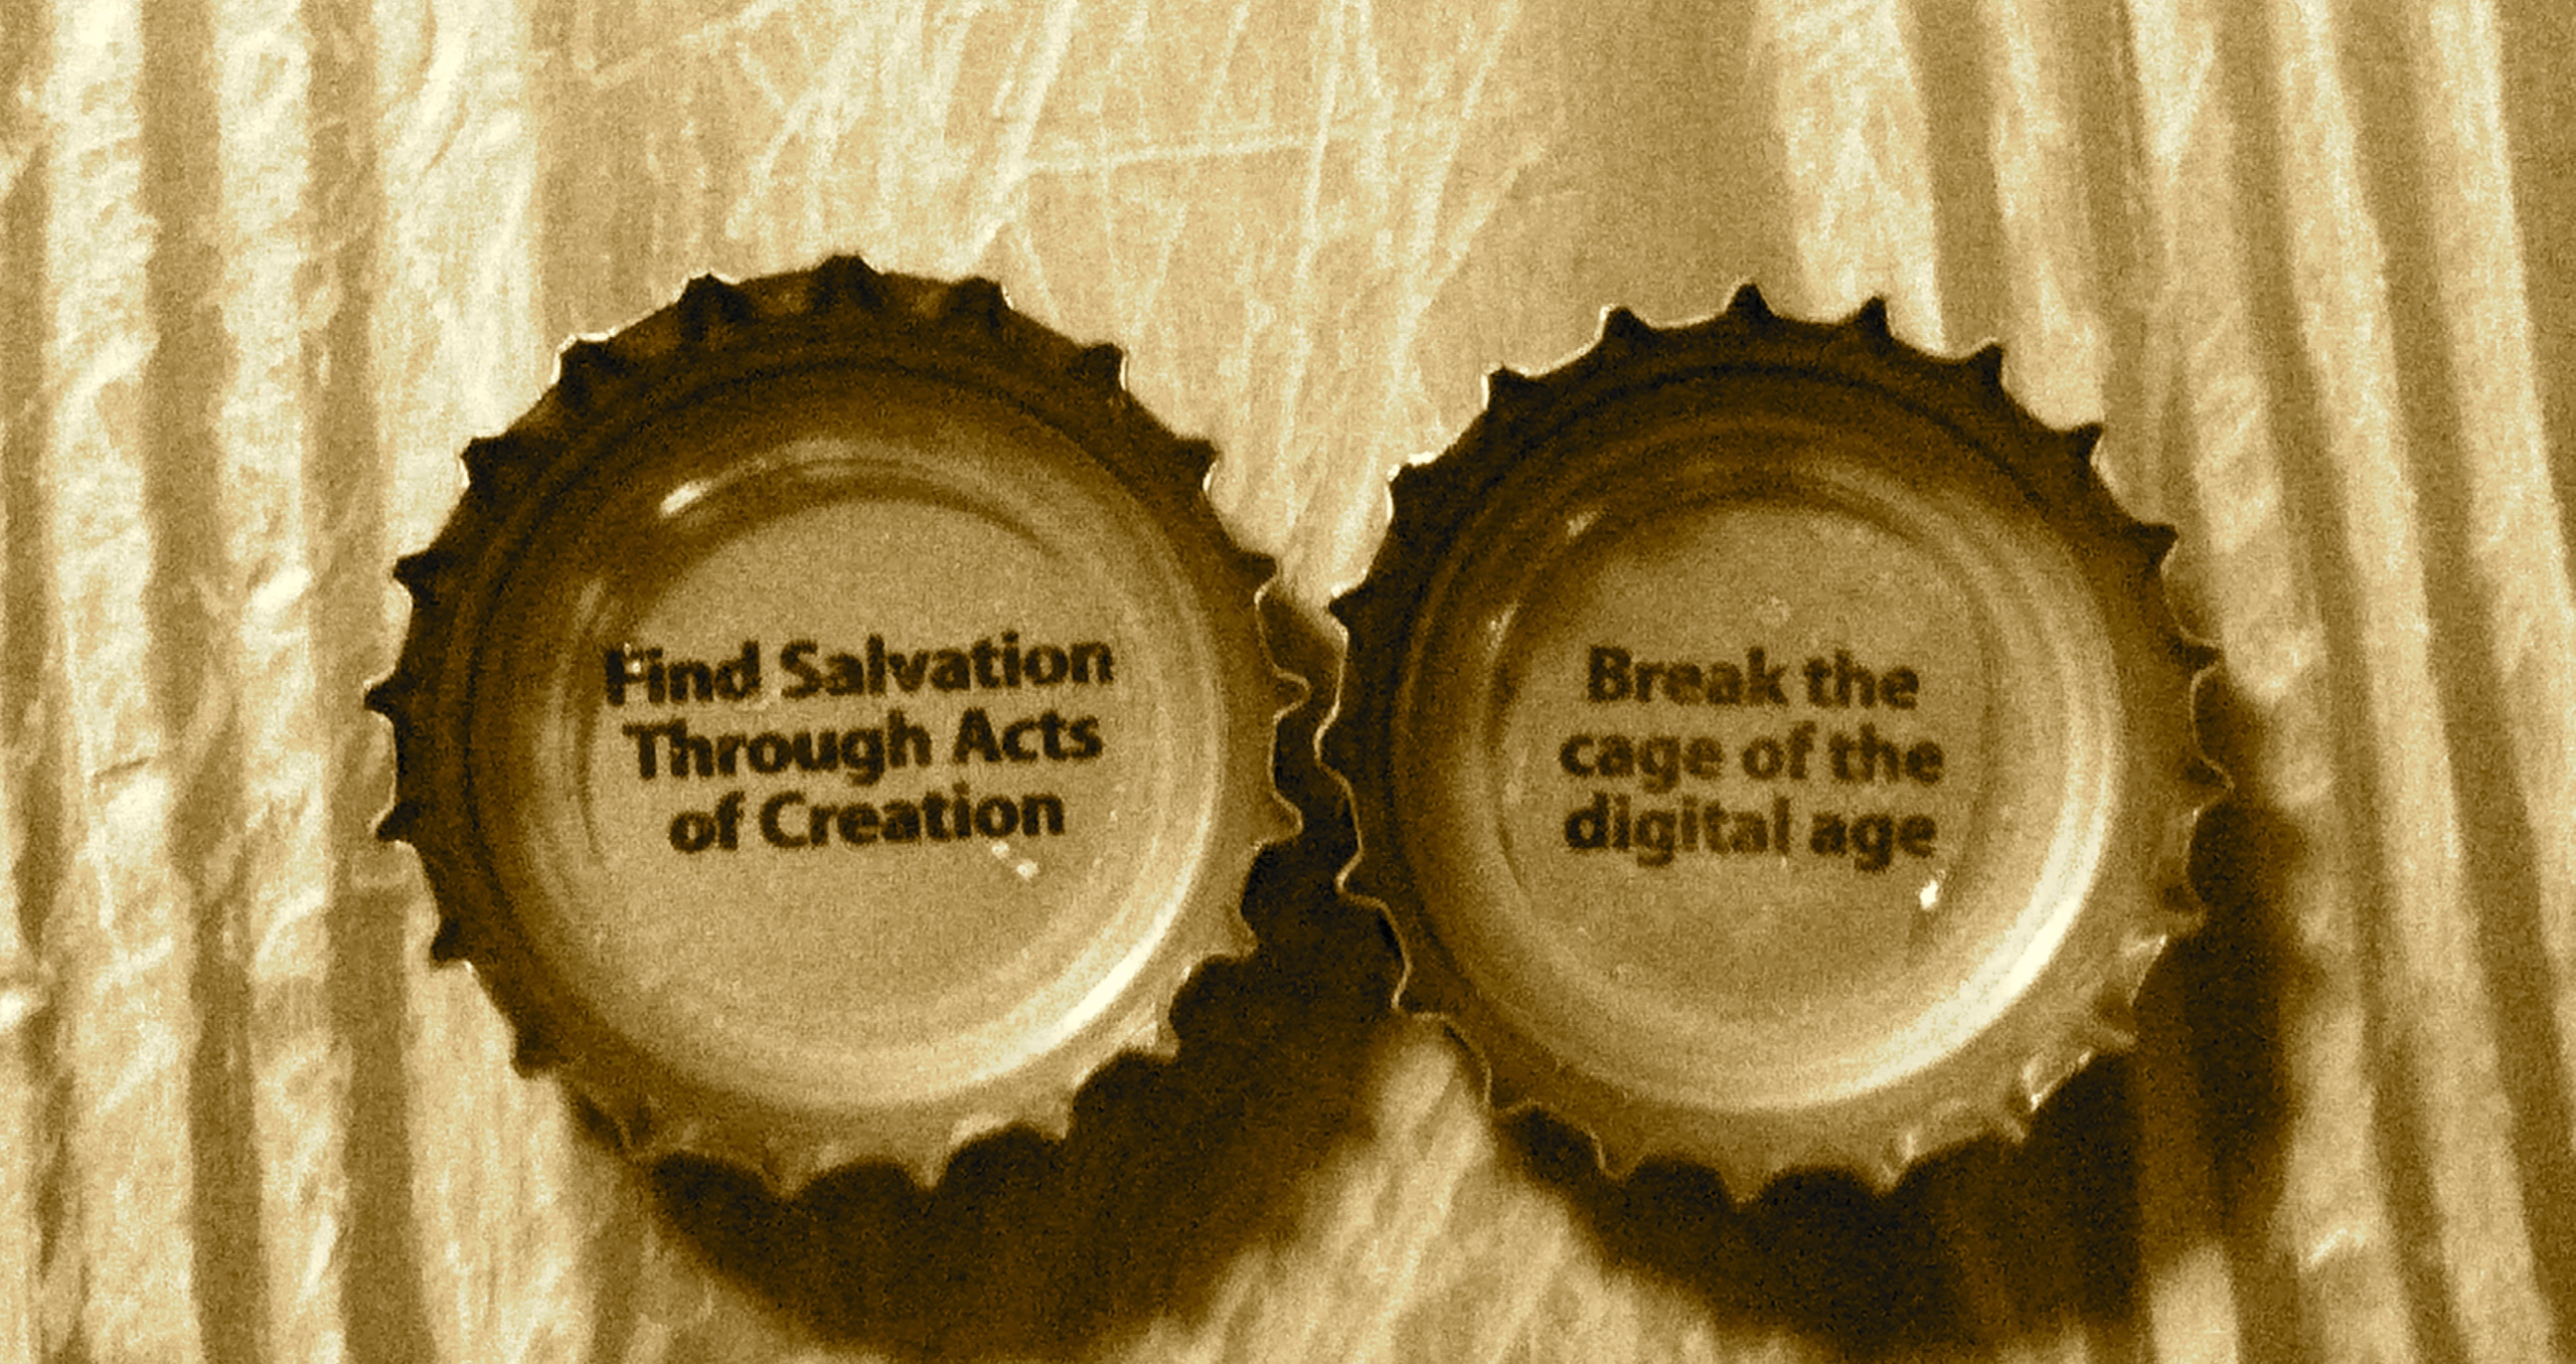 Find Salvation
Through Acts
of Creation
Break the
cage of the
digital age